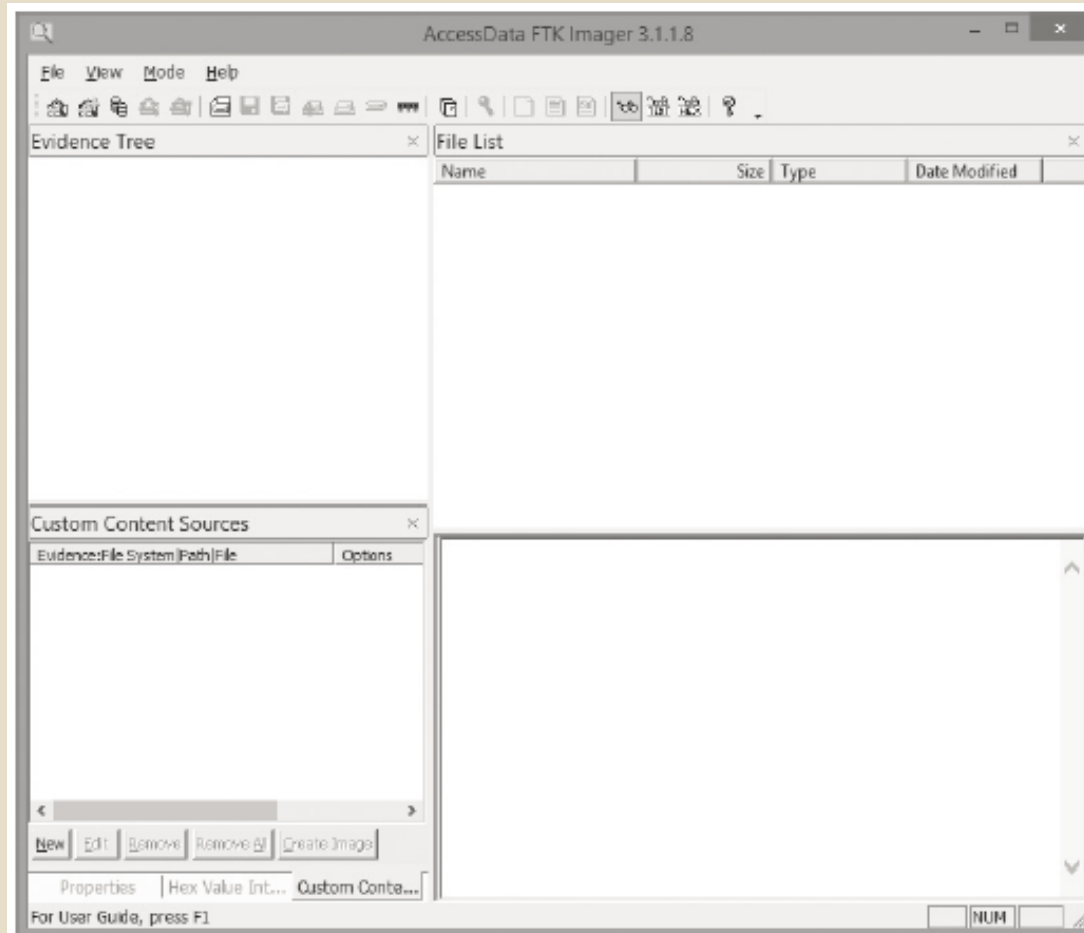 AccessData FTK Imager 3.1.1.8
File View Mode Help
Evidence Tree
File List
Name Size Type Date Modified
Custom Content Sources
Evidence:File System|Path|File Options
New Edit Remove Remove All Create Image
Properties Hex Value Int... Custom Conte...
For User Guide, press F1
NUM